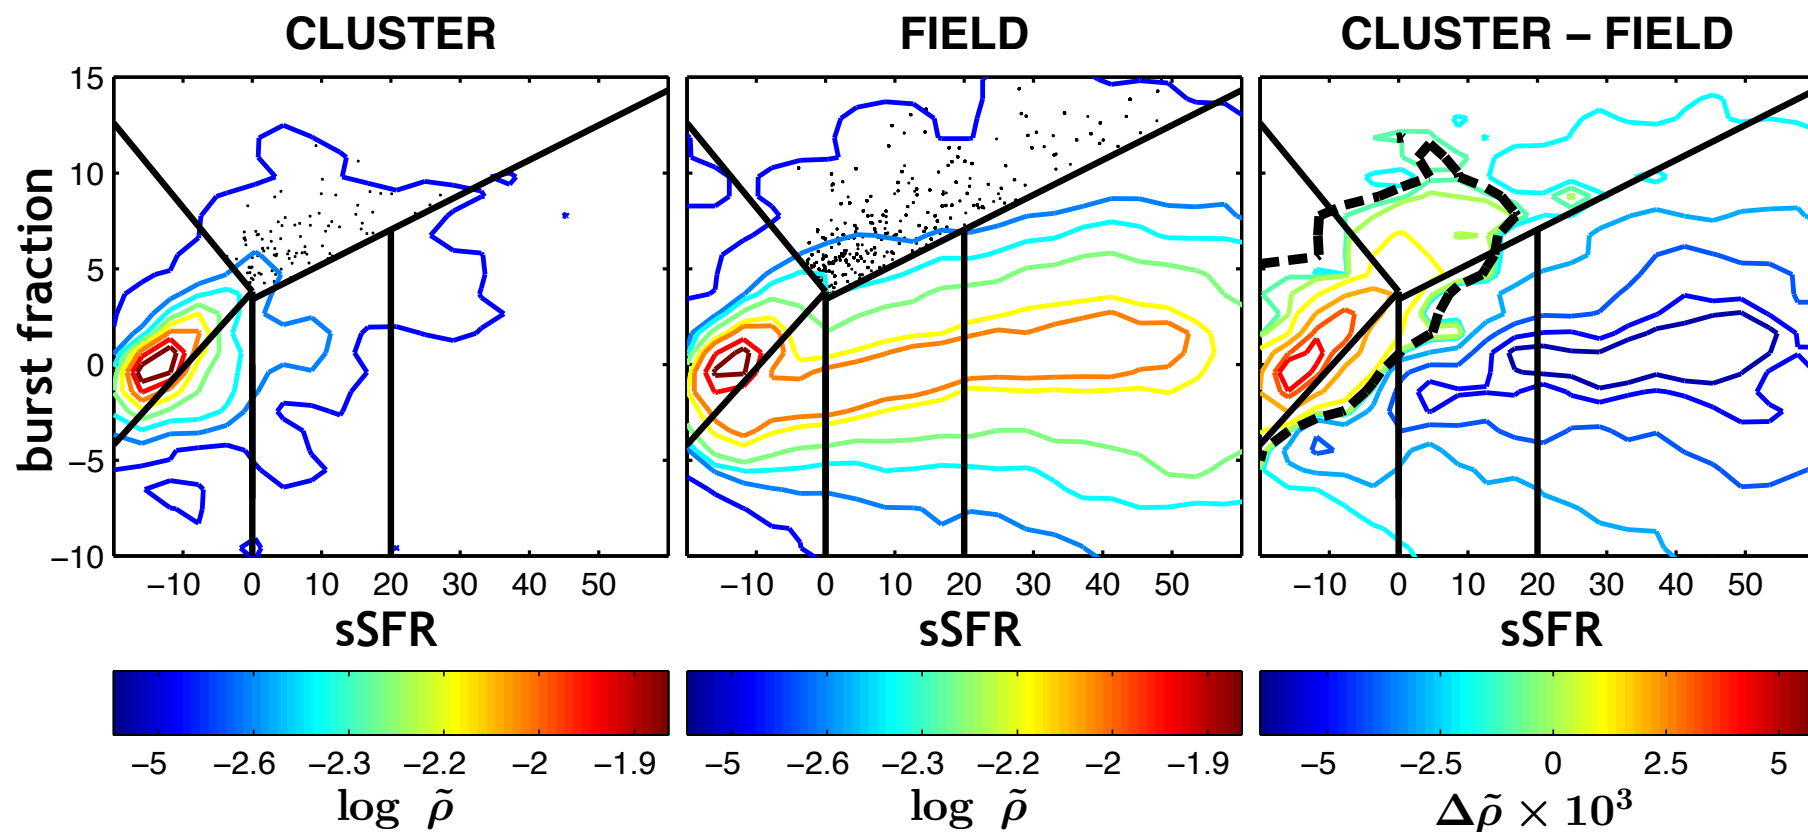 CLUSTER FIELD CLUSTER – FIELD
15
10
5
0
−5
−10
burst fraction
−10 0 10 20 30 40 50 −10 0 10 20 30 40 50 −10 0 10 20 30 40 50
sSFR sSFR sSFR
−5 −2.6 −2.3 −2.2 −2 −1.9 −5 −2.6 −2.3 −2.2 −2 −1.9 −5 −2.5 0 2.5 5
log ρ̃ log ρ̃ Δρ̃ × 10³